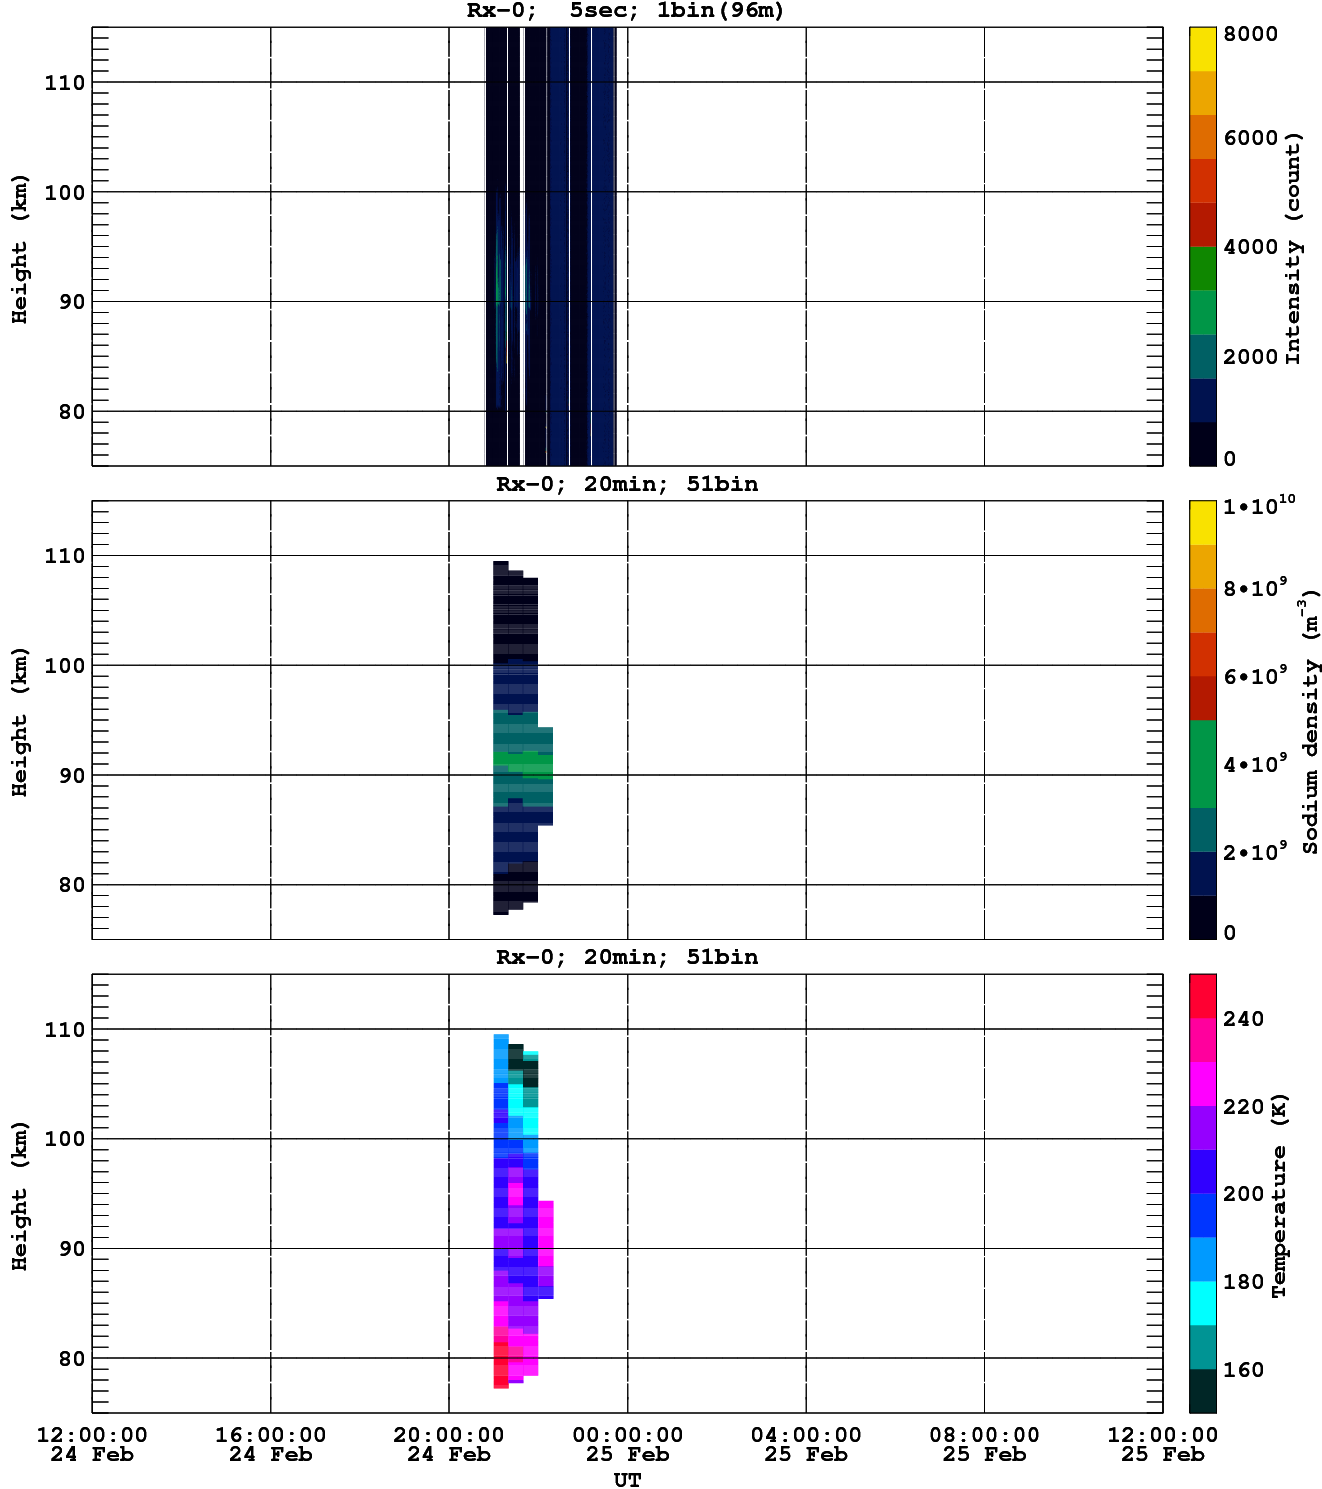 Rx-0;  5sec; 1bin(96m)
110
100
90
80
Height (km)
8000
6000
4000
2000
0
Intensity (count)
Rx-0; 20min; 51bin
110
100
90
80
Height (km)
1•10¹⁰
8•10⁹
6•10⁹
4•10⁹
2•10⁹
0
Sodium density (m⁻³)
Rx-0; 20min; 51bin
110
100
90
80
Height (km)
240
220
200
180
160
Temperature (K)
12:00:00 16:00:00 20:00:00 00:00:00 04:00:00 08:00:00 12:00:00
24 Feb 24 Feb 24 Feb 25 Feb 25 Feb 25 Feb 25 Feb
UT